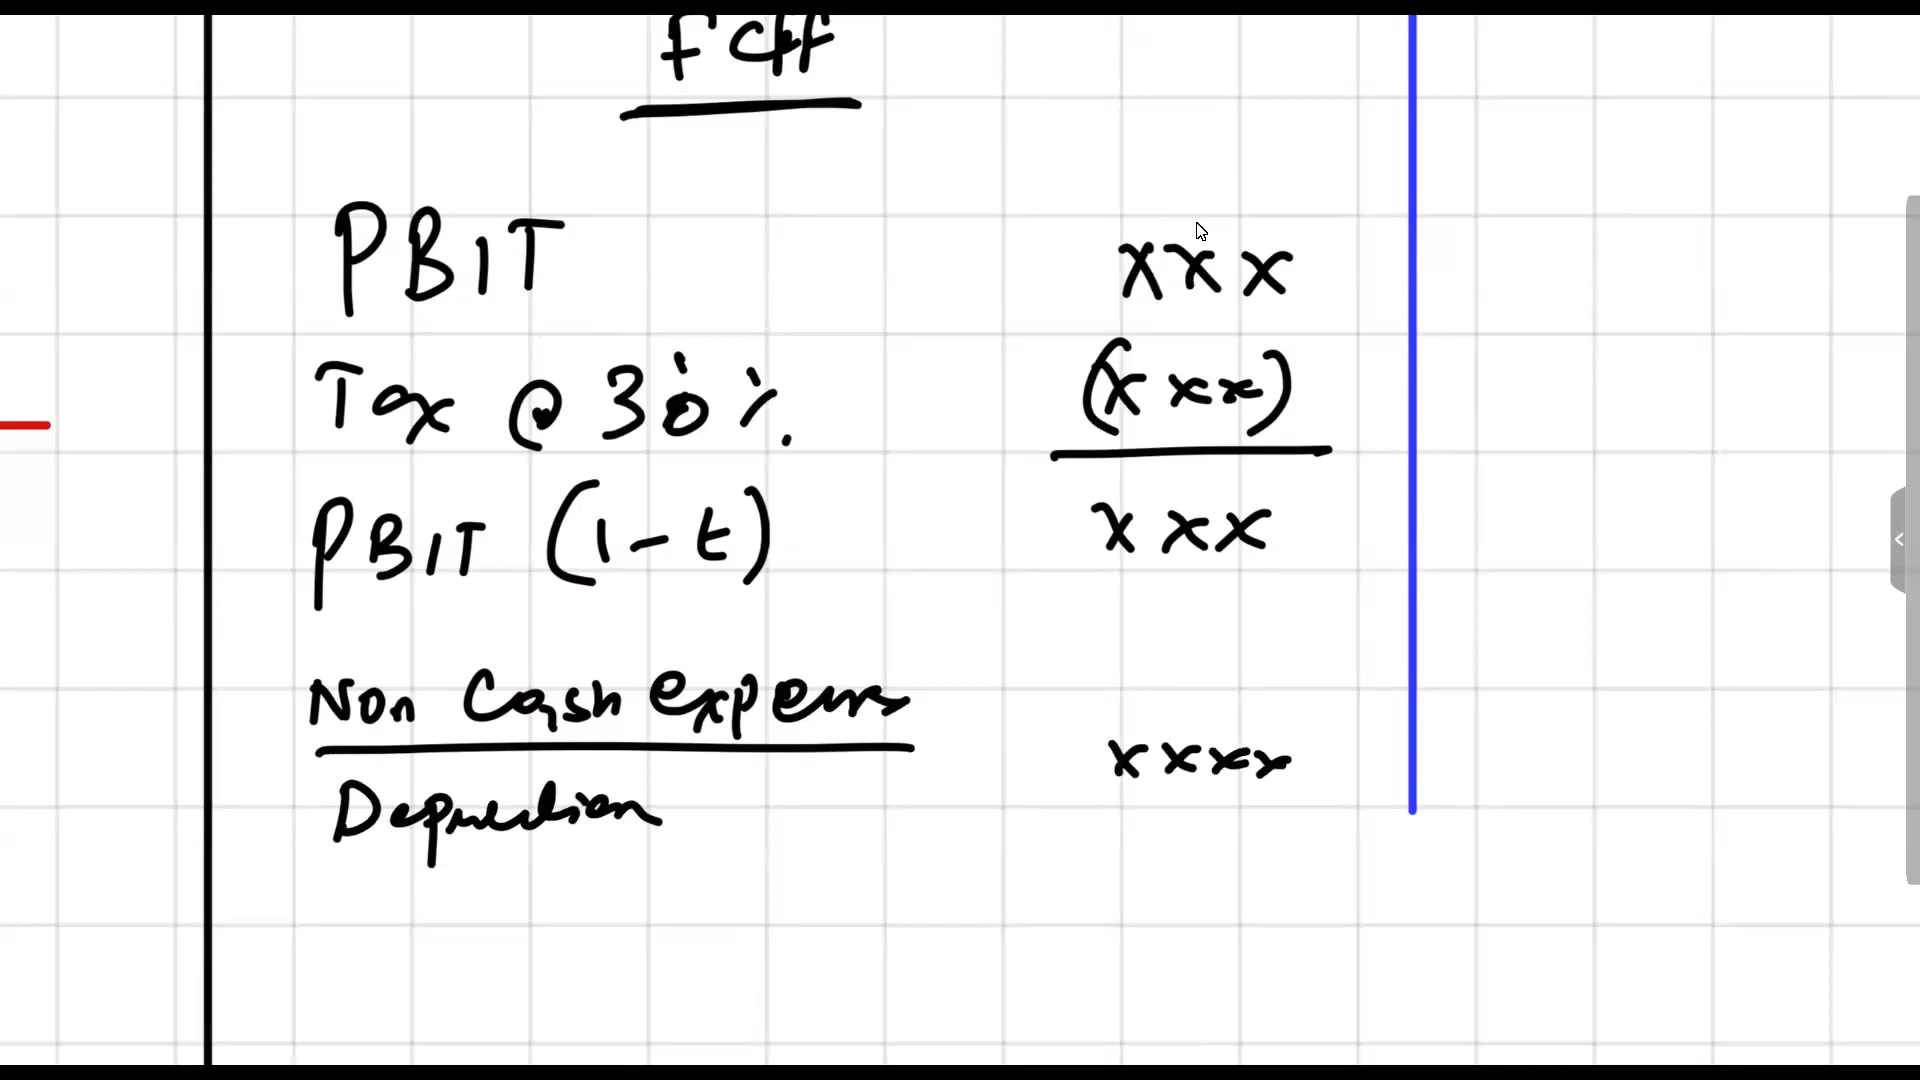 FCFF
PBIT xxx
Tax @ 30% (xxx)
PBIT (1-t) xxx
Non Cash expenses
xxxx
Depreciation